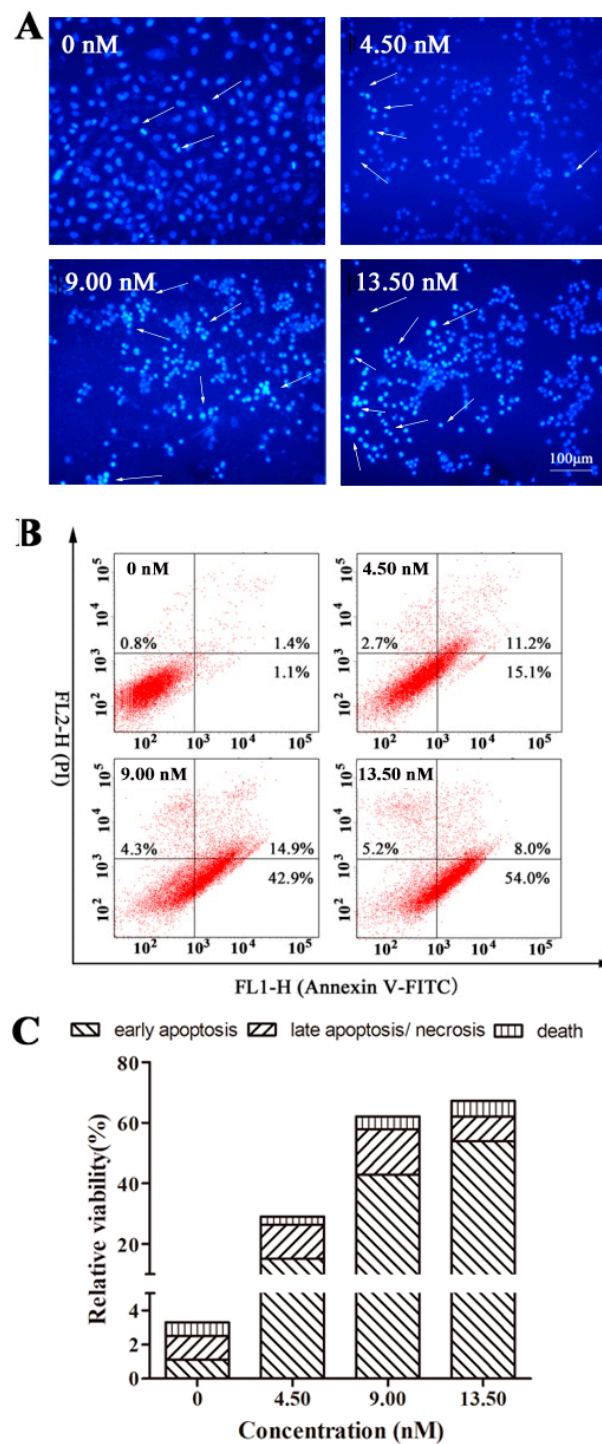 A
0 nM
4.50 nM
9.00 nM
13.50 nM
100μm
B
FL2-H (PI)
0 nM
10^5
10^4
10^3
10^2
0.8%
1.4%
1.1%
10^2 10^3 10^4 10^5
4.50 nM
10^5
10^4
10^3
10^2
2.7%
11.2%
15.1%
10^2 10^3 10^4 10^5
9.00 nM
10^5
10^4
10^3
10^2
4.3%
14.9%
42.9%
10^2 10^3 10^4 10^5
13.50 nM
10^5
10^4
10^3
10^2
5.2%
8.0%
54.0%
10^2 10^3 10^4 10^5
FL1-H (Annexin V-FITC)
C
early apoptosis late apoptosis/ necrosis death
Relative viability(%)
80
60
40
20
4
2
0
0 4.50 9.00 13.50
Concentration (nM)